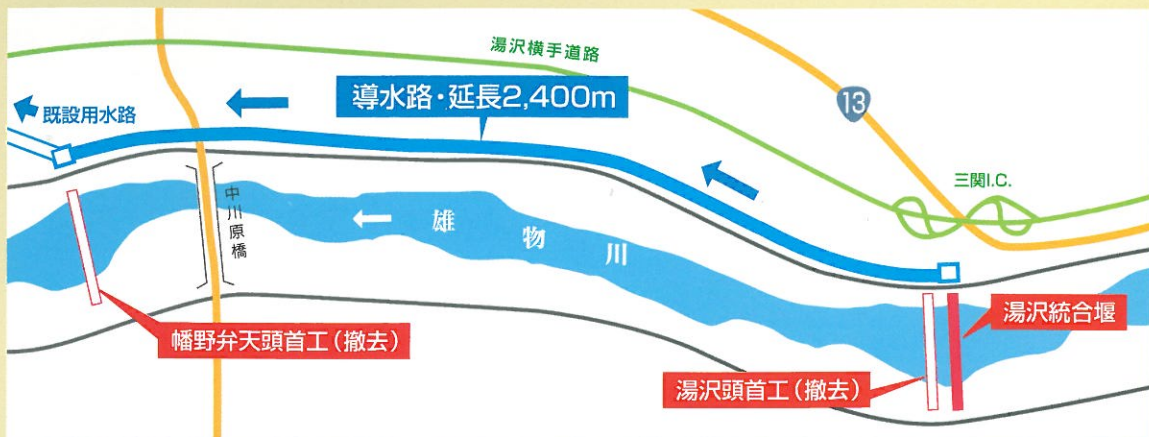 湯沢横手道路
導水路・延長2,400m
既設用水路
13
三関I.C.
中川原橋
雄物川
湯沢統合堰
幡野弁天頭首工(撤去)
湯沢頭首工(撤去)